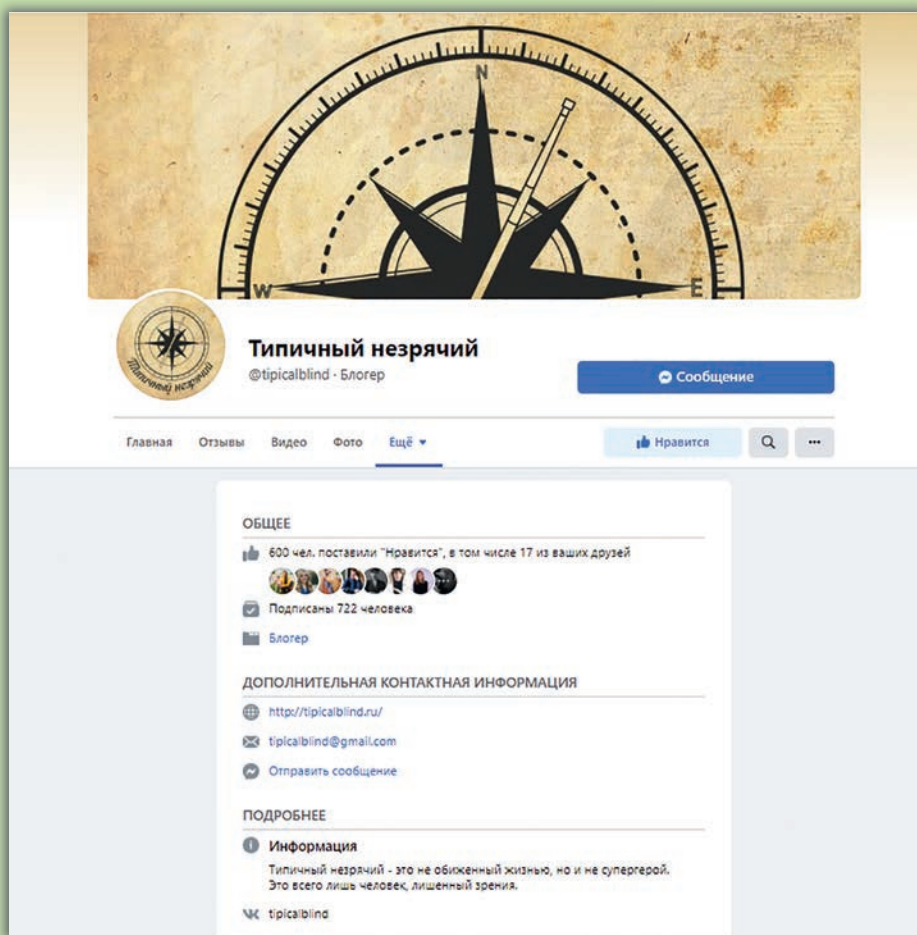 N
W
E
Типичный незрячий
Типичный незрячий
@tipicalblind · Блогер
Сообщение
Главная
Отзывы
Видео
Фото
Ещё
Нравится
ОБЩЕЕ
600 чел. поставили "Нравится", в том числе 17 из ваших друзей
Подписаны 722 человека
Блогер
ДОПОЛНИТЕЛЬНАЯ КОНТАКТНАЯ ИНФОРМАЦИЯ
http://tipicalblind.ru/
tipicalblind@gmail.com
Отправить сообщение
ПОДРОБНЕЕ
Информация
Типичный незрячий - это не обиженный жизнью, но и не супергерой.
Это всего лишь человек, лишенный зрения.
tipicalblind